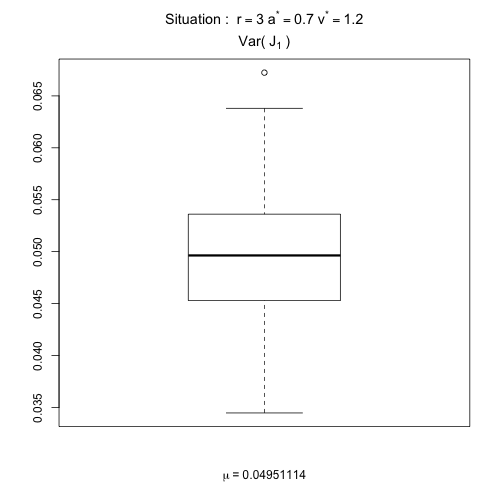 Situation : r = 3 a* = 0.7 v* = 1.2
Var( J₁ )
0.065
0.060
0.055
0.050
0.045
0.040
0.035
μ = 0.04951114